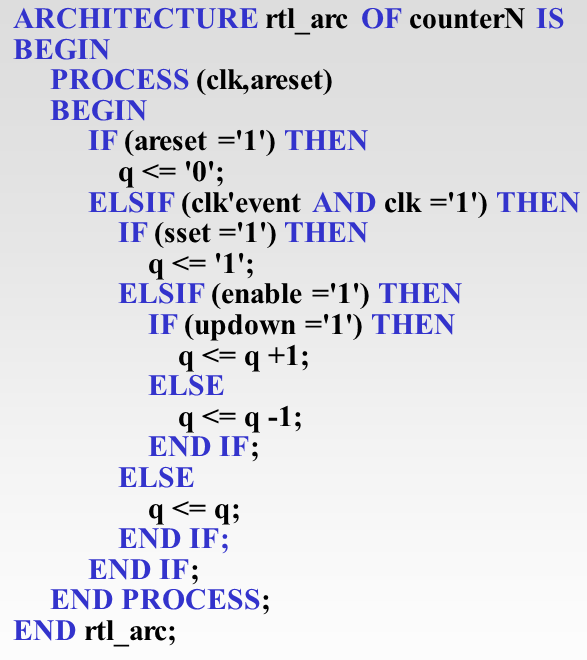 ARCHITECTURE rtl_arc OF counterN IS
BEGIN
PROCESS (clk,areset)
BEGIN
IF (areset ='1') THEN
q <= '0';
ELSIF (clk'event AND clk ='1') THEN
IF (sset ='1') THEN
q <= '1';
ELSIF (enable ='1') THEN
IF (updown ='1') THEN
q <= q +1;
ELSE
q <= q -1;
END IF;
ELSE
q <= q;
END IF;
END IF;
END PROCESS;
END rtl_arc;